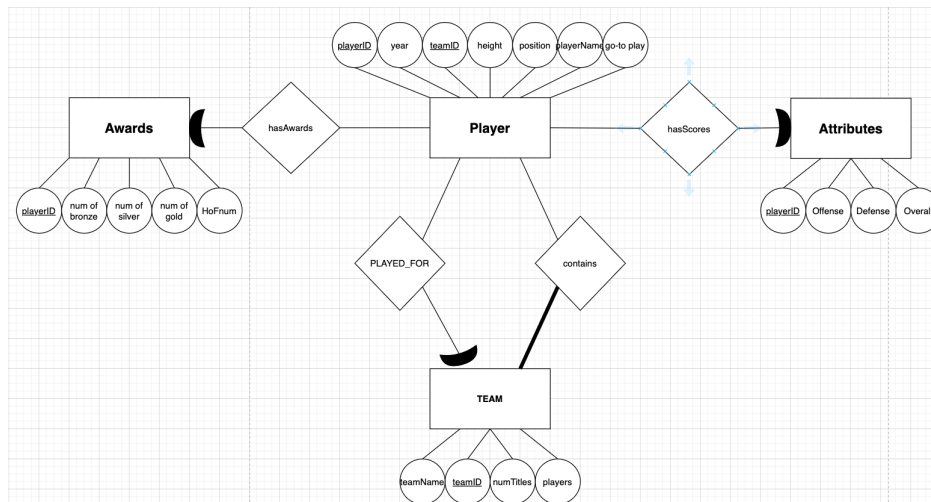 playerID year teamID height position playerName go-to play
Awards hasAwards Player hasScores Attributes
playerID num of bronze num of silver num of gold HoFnum
playerID Offense Defense Overal
PLAYED_FOR contains
TEAM
teamName teamID numTitles players